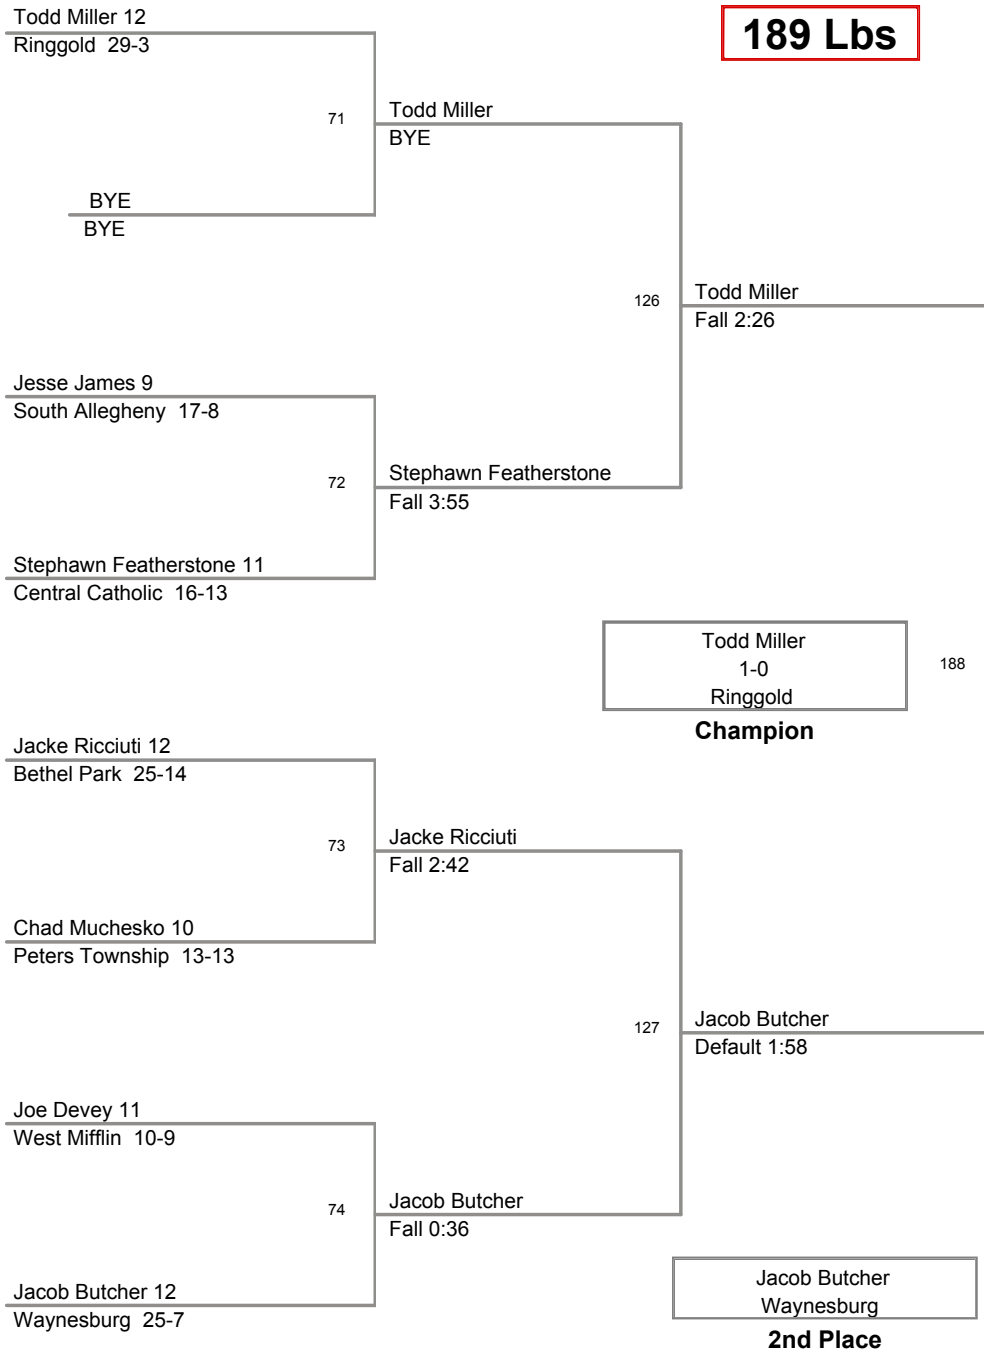 Todd Miller 12
Ringgold 29-3
189 Lbs
71
Todd Miller
BYE
BYE
BYE
126
Todd Miller
Fall 2:26
Jesse James 9
South Allegheny 17-8
72
Stephawn Featherstone
Fall 3:55
Stephawn Featherstone 11
Central Catholic 16-13
Todd Miller
1-0
Ringgold
188
Champion
Jacke Ricciuti 12
Bethel Park 25-14
73
Jacke Ricciuti
Fall 2:42
Chad Muchesko 10
Peters Township 13-13
127
Jacob Butcher
Default 1:58
Joe Devey 11
West Mifflin 10-9
74
Jacob Butcher
Fall 0:36
Jacob Butcher 12
Waynesburg 25-7
Jacob Butcher
Waynesburg
2nd Place